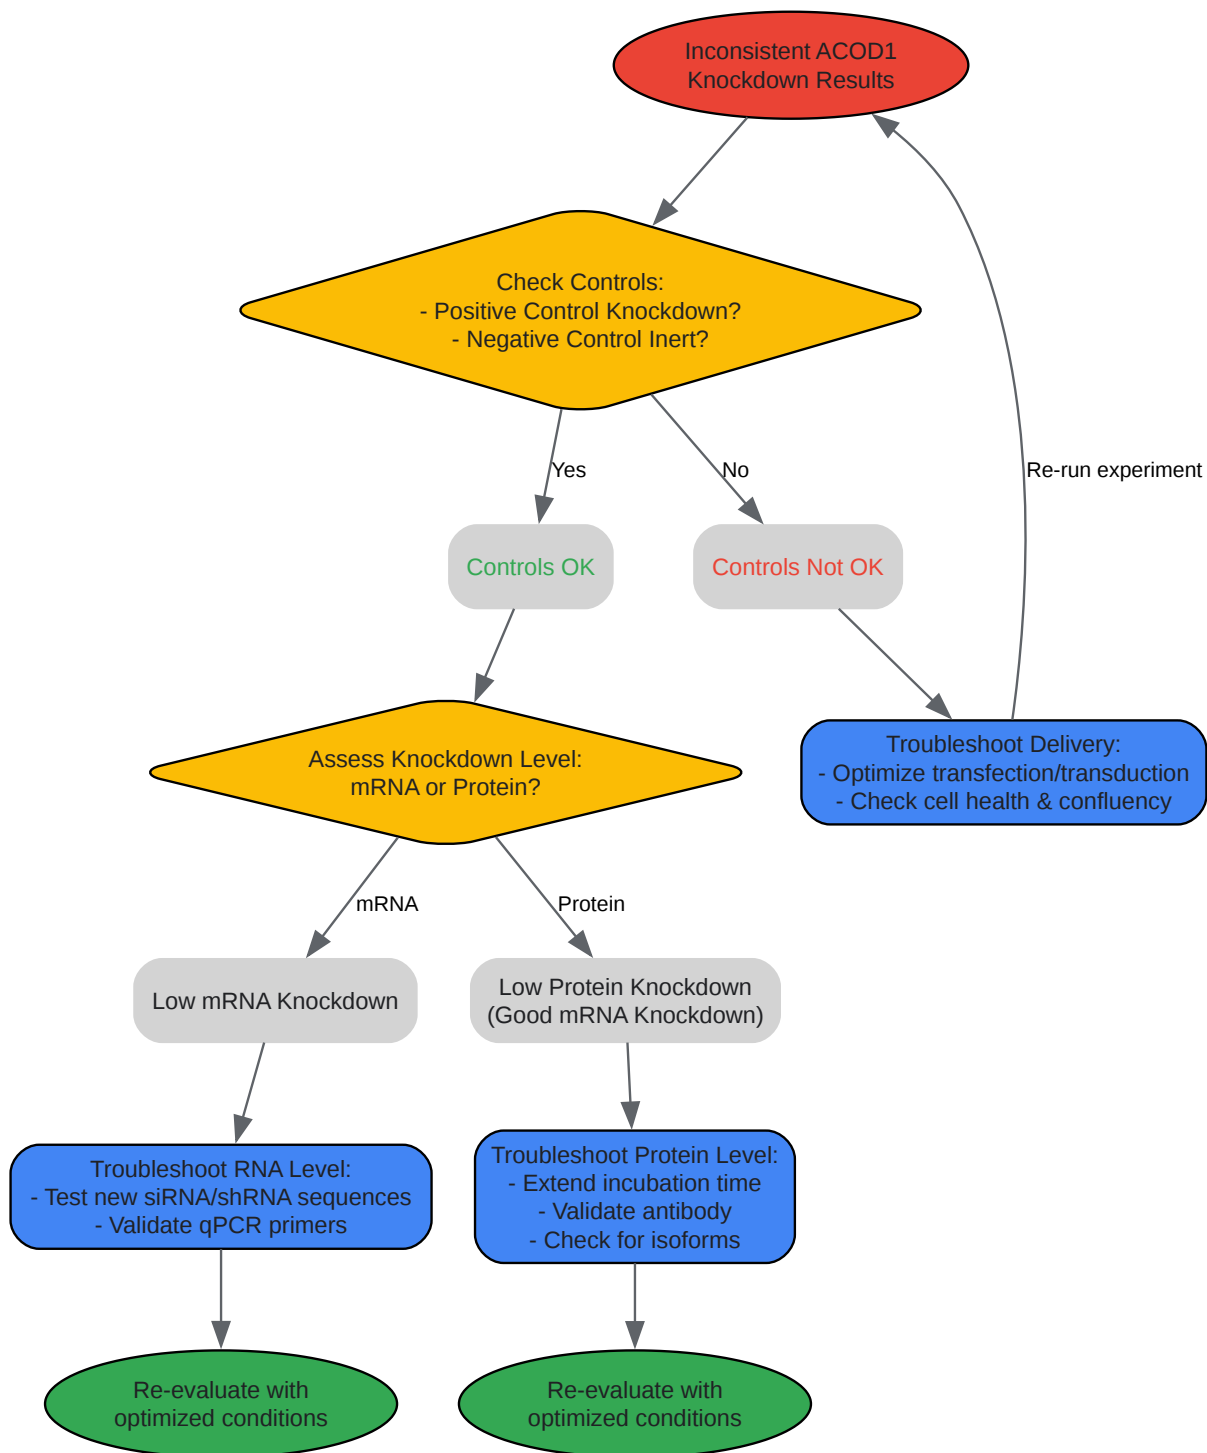 Inconsistent ACOD1
Knockdown Results
Check Controls:
- Positive Control Knockdown?
- Negative Control Inert?
Yes
No
Re-run experiment
Controls OK
Controls Not OK
Assess Knockdown Level:
mRNA or Protein?
Troubleshoot Delivery:
- Optimize transfection/transduction
- Check cell health & confluency
mRNA
Protein
Low mRNA Knockdown
Low Protein Knockdown
(Good mRNA Knockdown)
Troubleshoot RNA Level:
- Test new siRNA/shRNA sequences
- Validate qPCR primers
Troubleshoot Protein Level:
- Extend incubation time
- Validate antibody
- Check for isoforms
Re-evaluate with
optimized conditions
Re-evaluate with
optimized conditions